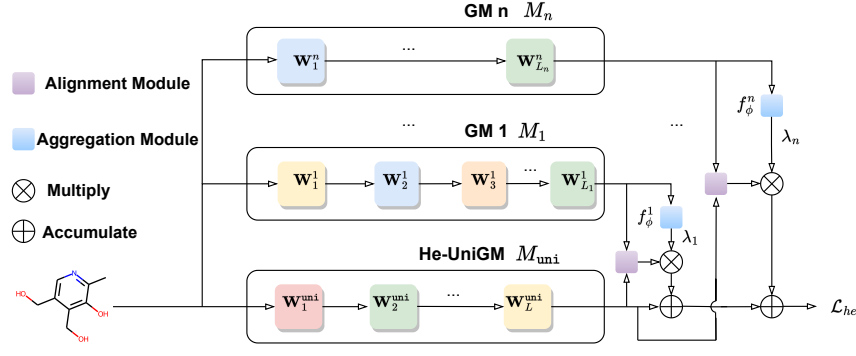 GM n M_n
W_1^n
...
W_{L_n}^n
Alignment Module
f_ϕ^n
Aggregation Module
λ_n
...
GM 1 M_1
...
W_1^1
W_2^1
W_3^1
...
W_{L_1}^1
Multiply
f_ϕ^1
λ_1
Accumulate
He-UniGM M_uni
W_1^uni
W_2^uni
...
W_L^uni
N
HO
OH
OH
L_he